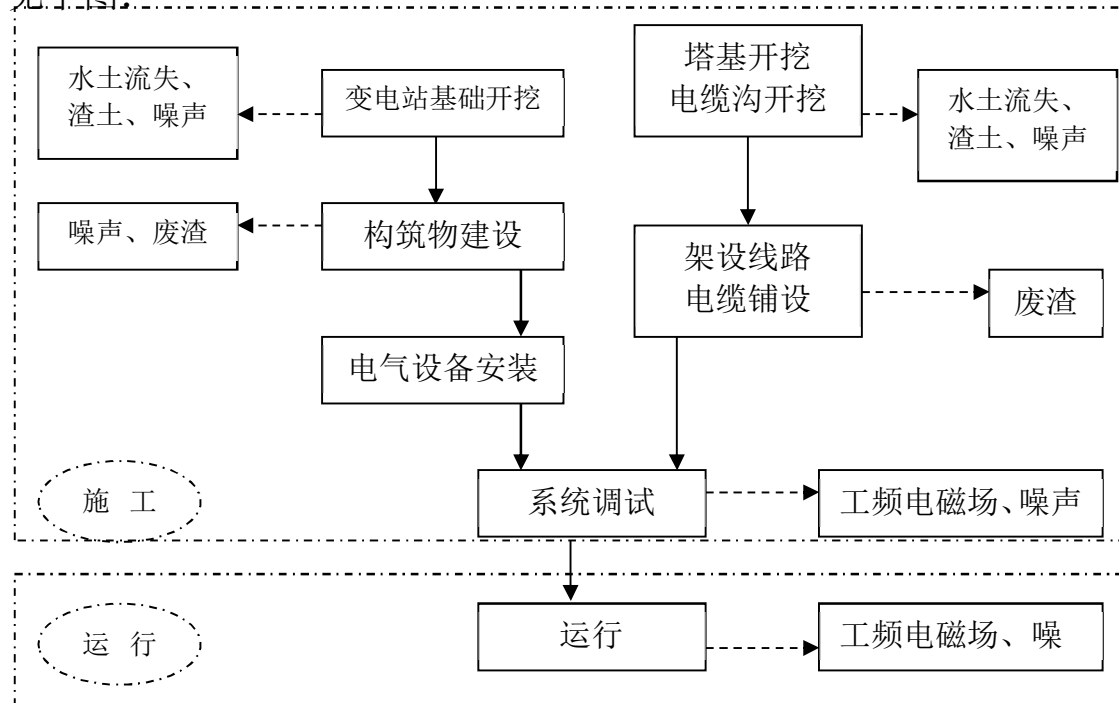 见下图.
水土流失、
渣土、噪声
变电站基础开挖
塔基开挖
电缆沟开挖
水土流失、
渣土、噪声
噪声、废渣
构筑物建设
架设线路
电缆铺设
废渣
电气设备安装
施 工
系统调试
工频电磁场、噪声
运 行
运行
工频电磁场、噪